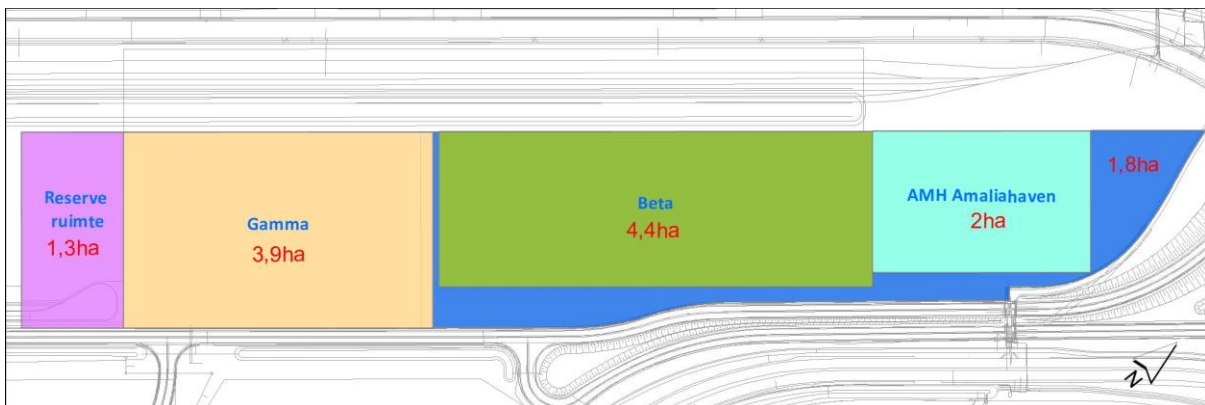 Reserve
ruimte
1,3ha
Gamma
3,9ha
Beta
4,4ha
AMH Amaliahaven
2ha
1,8ha
N